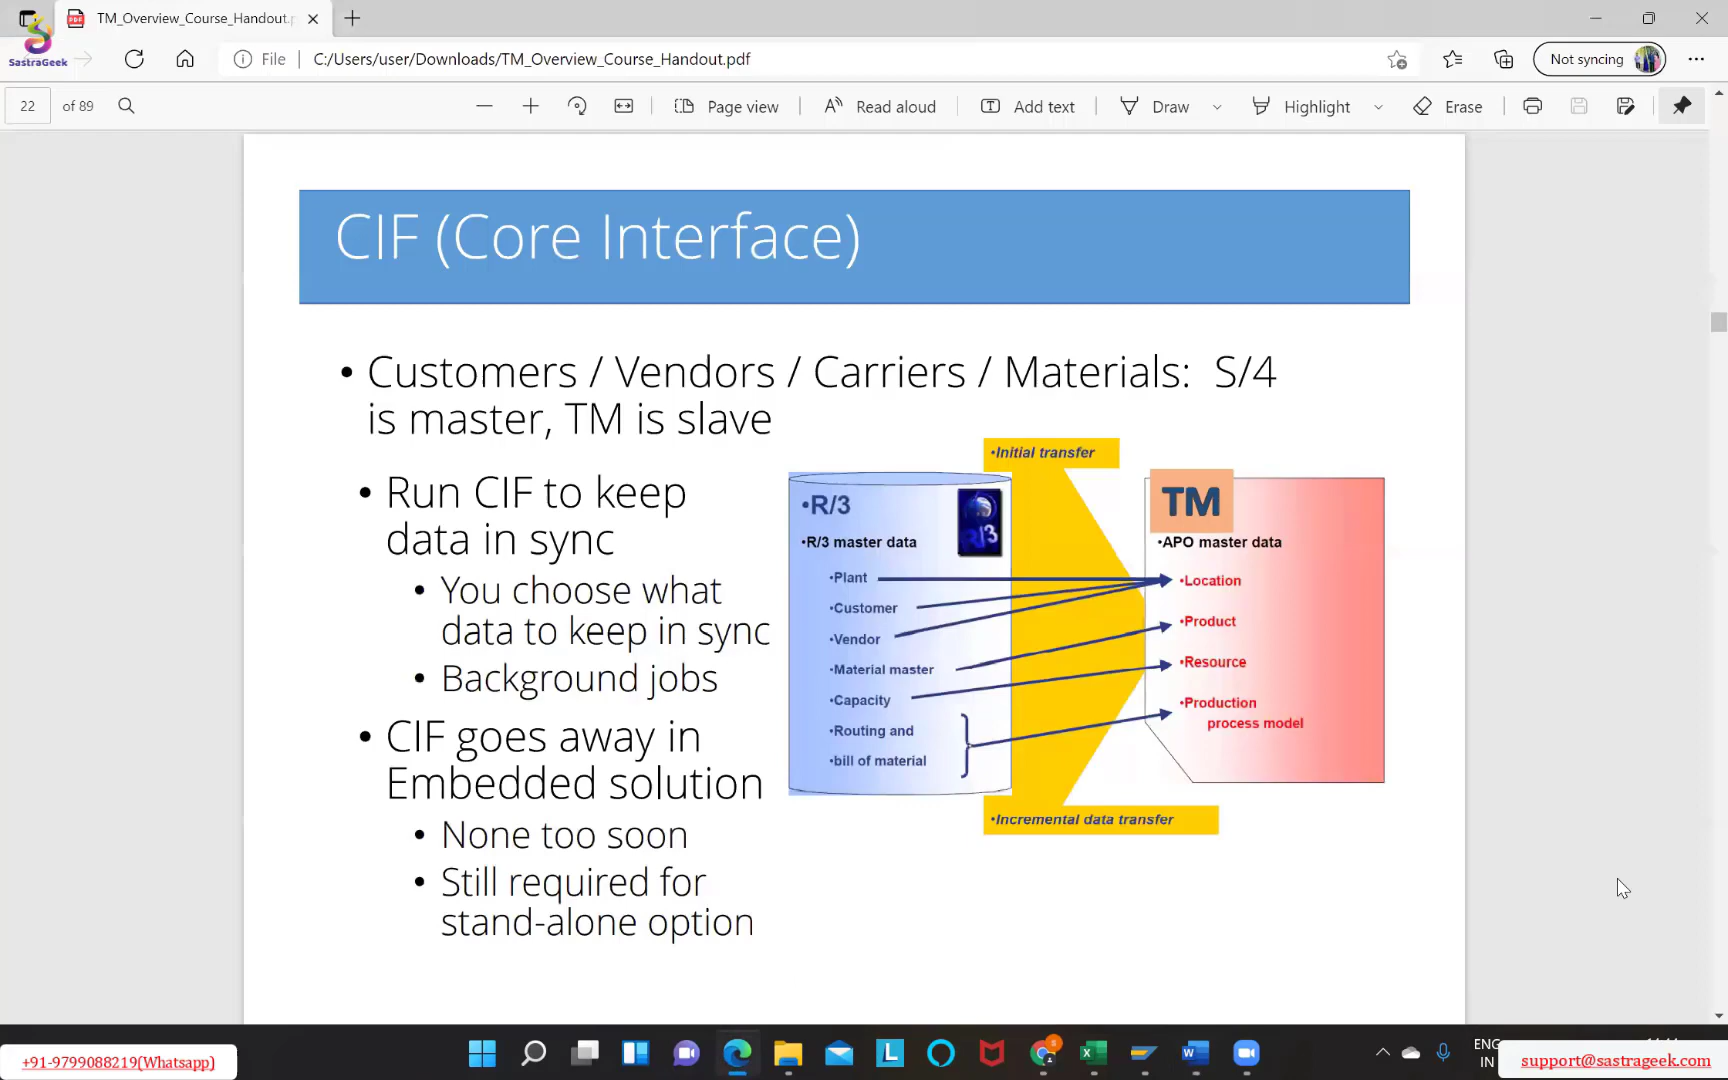 TM_Overview_Course_Handout.p
SastraGeek
File
C:/Users/user/Downloads/TM_Overview_Course_Handout.pdf
Not syncing
22 of 89
Page view
Read aloud
Add text
Draw
Highlight
Erase
CIF (Core Interface)
• Customers / Vendors / Carriers / Materials: S/4
is master, TM is slave
• Run CIF to keep
data in sync
• You choose what
data to keep in sync
• Background jobs
• CIF goes away in
Embedded solution
• None too soon
• Still required for
stand-alone option
•Initial transfer
•R/3
R/3
•R/3 master data
•Plant
•Customer
•Vendor
•Material master
•Capacity
•Routing and
•bill of material
TM
•APO master data
•Location
•Product
•Resource
•Production
process model
•Incremental data transfer
+91-9799088219(Whatsapp)
ENG
IN
support@sastrageek.com